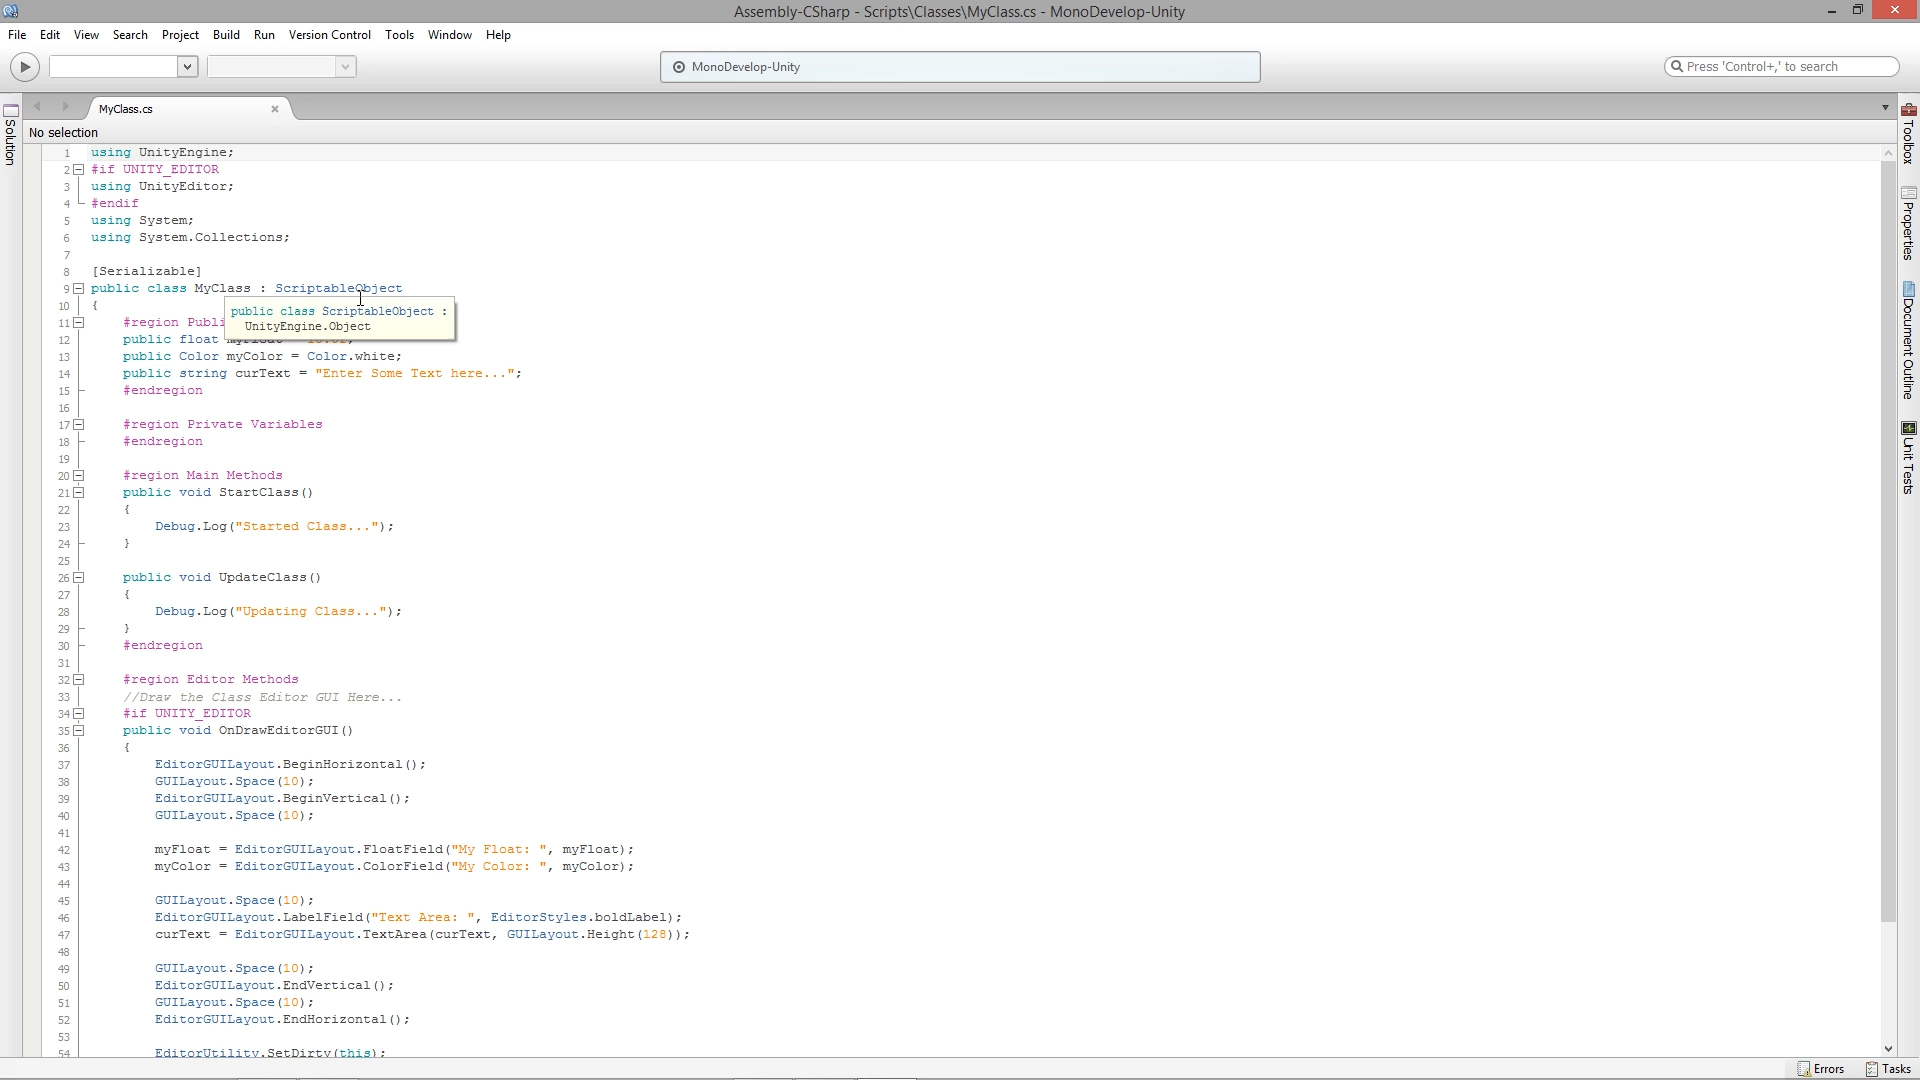 Assembly-CSharp - Scripts\Classes\MyClass.cs - MonoDevelop-Unity
File Edit View Search Project Build Run Version Control Tools Window Help
MonoDevelop-Unity
Press 'Control+,' to search
MyClass.cs
No selection
Solution
Toolbox
Properties
Document Outline
Unit Tests
1 using UnityEngine;
2 #if UNITY_EDITOR
3 using UnityEditor;
4 #endif
5 using System;
6 using System.Collections;
7
8 [Serializable]
9 public class MyClass : ScriptableObject
10 {
public class ScriptableObject :
UnityEngine.Object
11 #region Publi
12 public float
13 public Color myColor = Color.white;
14 public string curText = "Enter Some Text here...";
15 #endregion
16
17 #region Private Variables
18 #endregion
19
20 #region Main Methods
21 public void StartClass()
22 {
23 Debug.Log("Started Class...");
24 }
25
26 public void UpdateClass()
27 {
28 Debug.Log("Updating Class...");
29 }
30 #endregion
31
32 #region Editor Methods
33 //Draw the Class Editor GUI Here...
34 #if UNITY_EDITOR
35 public void OnDrawEditorGUI()
36 {
37 EditorGUILayout.BeginHorizontal();
38 GUILayout.Space(10);
39 EditorGUILayout.BeginVertical();
40 GUILayout.Space(10);
41
42 myFloat = EditorGUILayout.FloatField("My Float: ", myFloat);
43 myColor = EditorGUILayout.ColorField("My Color: ", myColor);
44
45 GUILayout.Space(10);
46 EditorGUILayout.LabelField("Text Area: ", EditorStyles.boldLabel);
47 curText = EditorGUILayout.TextArea(curText, GUILayout.Height(128));
48
49 GUILayout.Space(10);
50 EditorGUILayout.EndVertical();
51 GUILayout.Space(10);
52 EditorGUILayout.EndHorizontal();
53
54 EditorUtility.SetDirty(this);
Errors Tasks